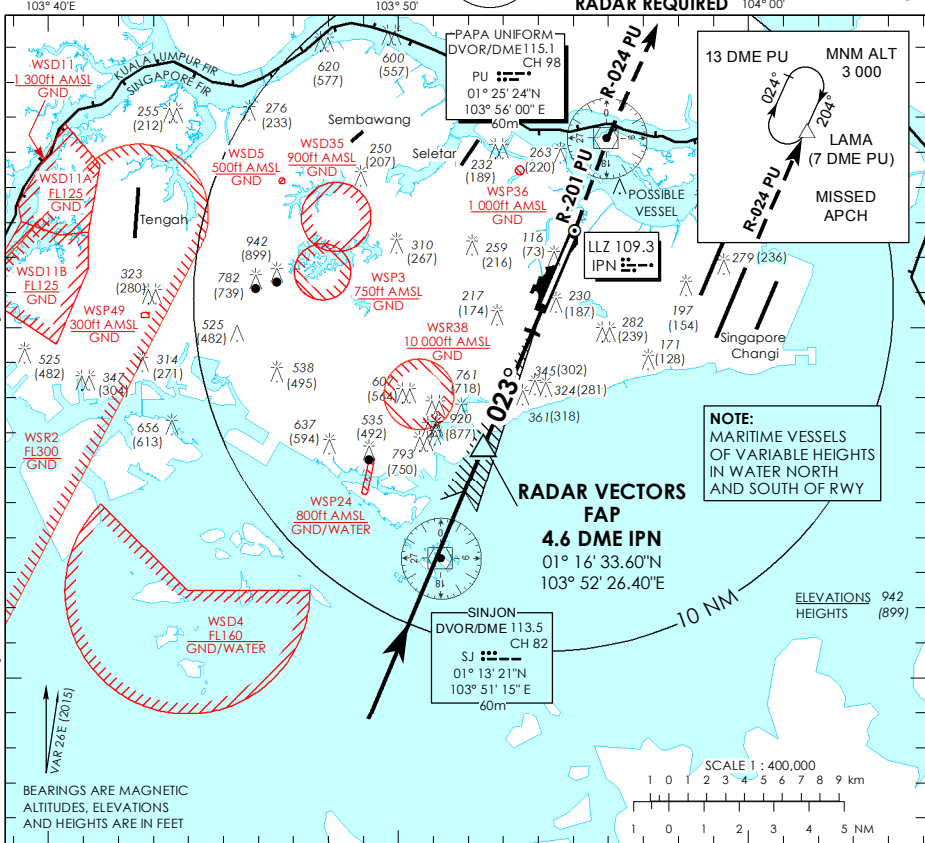 103° 40'E
103° 50'
RADAR REQUIRED
104° 00'
WSD11
1 300ft AMSL
GND
KUALA LUMPUR FIR
SINGAPORE FIR
620
(577)
600
(557)
PAPA UNIFORM
DVOR/DME 115.1
CH 98
PU
01° 25' 24"N
103° 56' 00" E
60m
R-024 PU
13 DME PU
MNM ALT
3 000
024°
204°
LAMA
(7 DME PU)
R-024 PU
MISSED
APCH
255
(212)
276
(233)
Sembawang
WSD5
500ft AMSL
GND
WSD35
900ft AMSL
GND
250
(207)
Seletar
232
(189)
263
(220)
0
9
18
27
WSD11A
FL125
GND
WSP36
1 000ft AMSL
GND
R-201 PU
POSSIBLE
VESSEL
Tengah
942
(899)
310
(267)
259
(216)
116
(73)
LLZ 109.3
IPN
279 (236)
WSD11B
FL125
GND
323
(280)
782
(739)
WSP3
750ft AMSL
GND
WSP49
300ft AMSL
GND
217
(174)
230
(187)
197
(154)
525
(482)
WSR38
10 000ft AMSL
GND
282
(239)
171
(128)
Singapore
Changi
525
(482)
347
(304)
314
(271)
538
(495)
(564)
761
(718)
023°
345(302)
324(281)
361(318)
656
(613)
637
(594)
535
(492)
920
(877)
793
(750)
WSR2
FL300
GND
NOTE:
MARITIME VESSELS
OF VARIABLE HEIGHTS
IN WATER NORTH
AND SOUTH OF RWY
WSP24
800ft AMSL
GND/WATER
RADAR VECTORS
FAP
4.6 DME IPN
01° 16' 33.60"N
103° 52' 26.40"E
0
9
18
27
10 NM
ELEVATIONS 942
HEIGHTS (899)
WSD4
FL160
GND/WATER
SINJON
DVOR/DME 113.5
CH 82
SJ
01° 13' 21"N
103° 51' 15" E
60m
VAR 26E (2015)
BEARINGS ARE MAGNETIC
ALTITUDES, ELEVATIONS
AND HEIGHTS ARE IN FEET
SCALE 1 : 400,000
1 0 1 2 3 4 5 6 7 8 9 km
1 0 1 2 3 4 5 NM